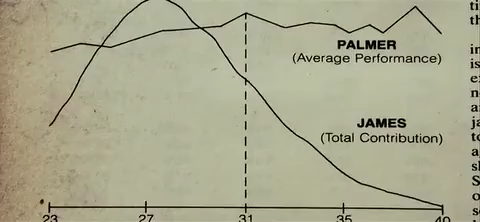 PALMER
(Average Performance)
JAMES
(Total Contribution)
23 27 31 35 40